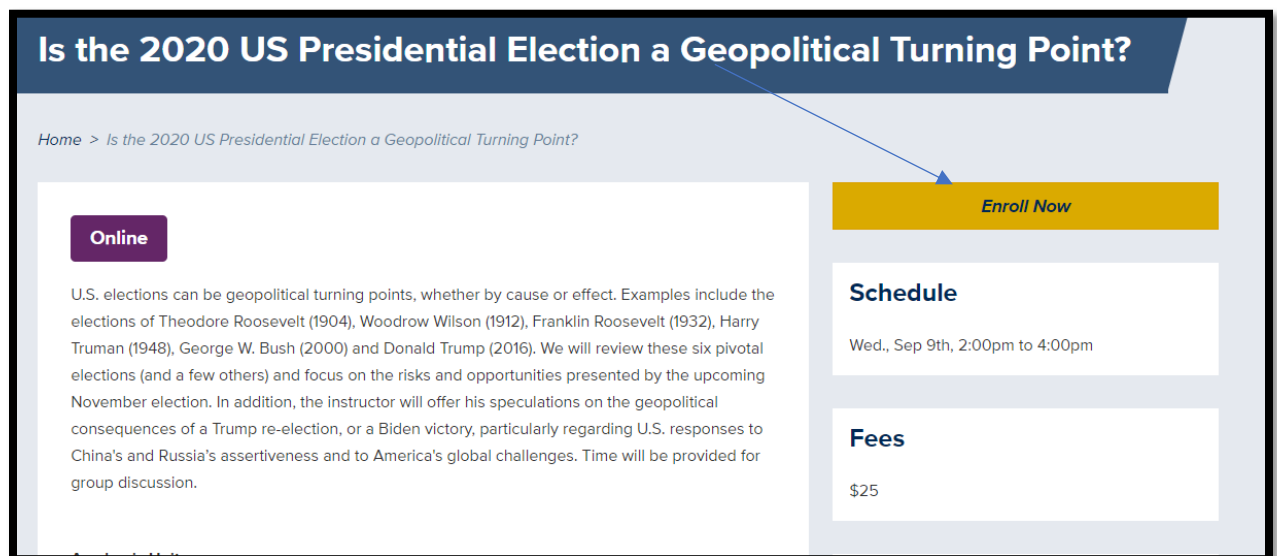 Is the 2020 US Presidential Election a Geopolitical Turning Point?
Home > Is the 2020 US Presidential Election a Geopolitical Turning Point?
Online
U.S. elections can be geopolitical turning points, whether by cause or effect. Examples include the
elections of Theodore Roosevelt (1904), Woodrow Wilson (1912), Franklin Roosevelt (1932), Harry
Truman (1948), George W. Bush (2000) and Donald Trump (2016). We will review these six pivotal
elections (and a few others) and focus on the risks and opportunities presented by the upcoming
November election. In addition, the instructor will offer his speculations on the geopolitical
consequences of a Trump re-election, or a Biden victory, particularly regarding U.S. responses to
China's and Russia's assertiveness and to America's global challenges. Time will be provided for
group discussion.
Enroll Now
Schedule
Wed., Sep 9th, 2:00pm to 4:00pm
Fees
$25